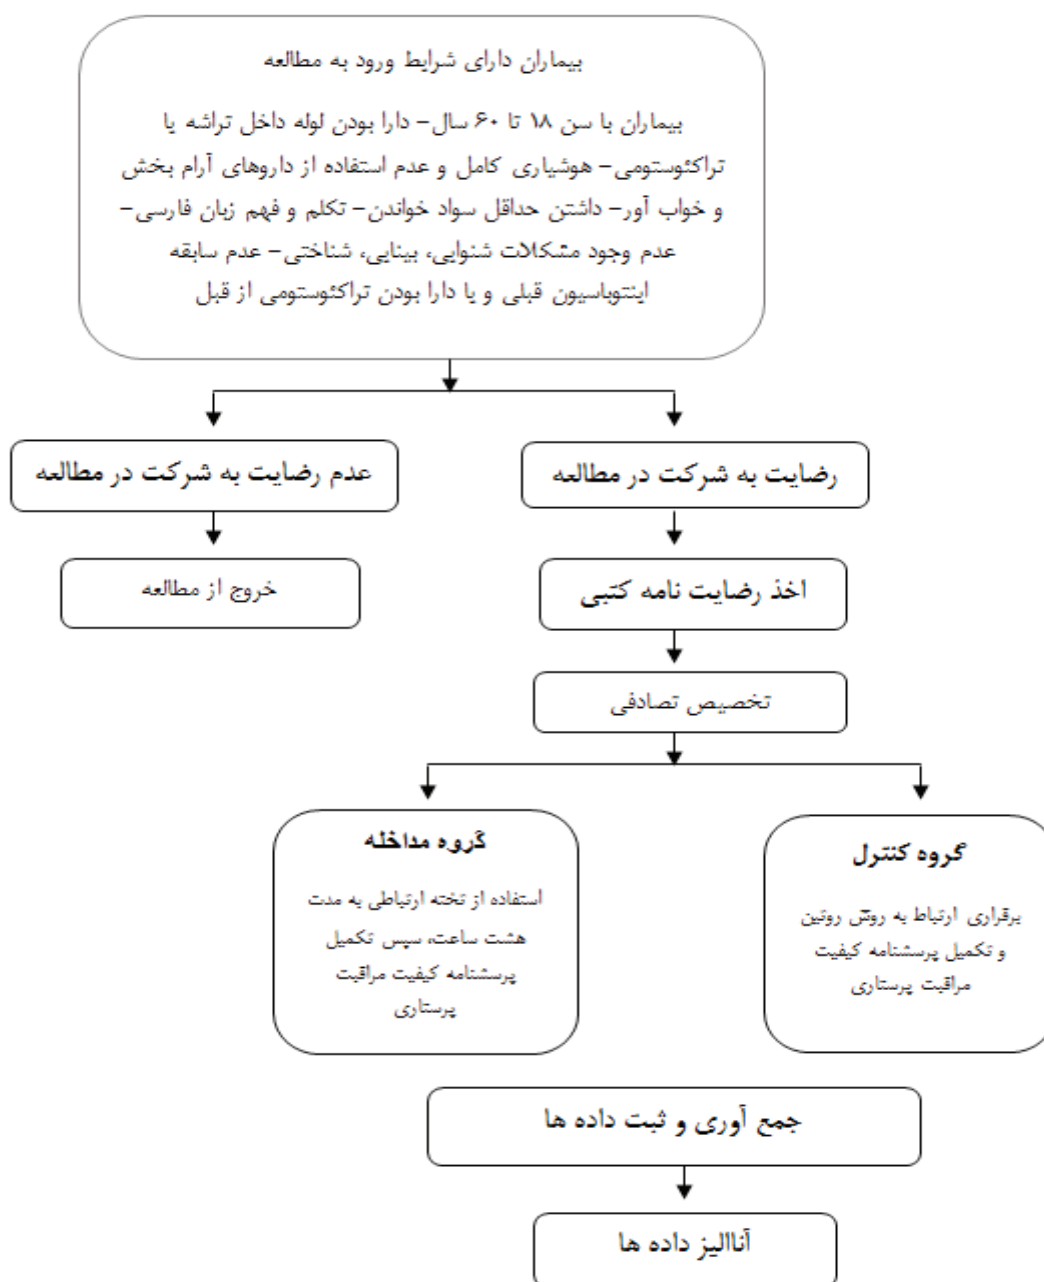 بیماران دارای شرایط ورود به مطالعه
بیماران با سن ۱۸ تا ۶۰ سال- دارا بودن لوله داخل تراشه یا
تراکئوستومی- هوشیاری کامل و عدم استفاده از داروهای آرام بخش
و خواب آور- داشتن حداقل سواد خواندن- تکلم و فهم زبان فارسی-
عدم وجود مشکلات شنوایی، بینایی، شناختی- عدم سابقه
اینتوباسیون قبلی و یا دارا بودن تراکئوستومی از قبل
رضایت به شرکت در مطالعه
عدم رضایت به شرکت در مطالعه
اخذ رضایت نامه کتبی
خروج از مطالعه
تخصیص تصادفی
گروه کنترل
برقراری ارتباط به روش روتین
و تکمیل پرسشنامه کیفیت
مراقبت پرستاری
گروه مداخله
استفاده از تخته ارتباطی به مدت
هشت ساعت، سپس تکمیل
پرسشنامه کیفیت مراقبت
پرستاری
جمع آوری و ثبت داده ها
آناالیز داده ها